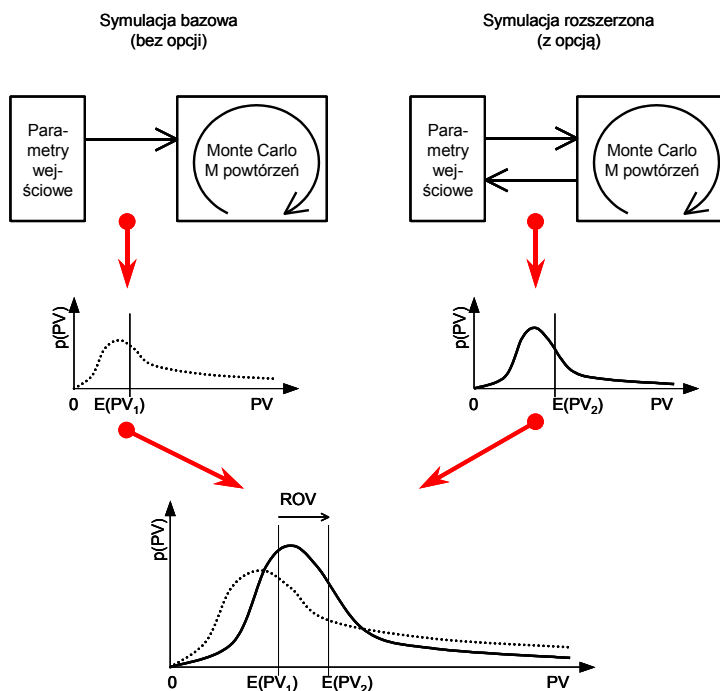 Symulacja bazowa
(bez opcji)
Symulacja rozszerzona
(z opcją)
Para-
metry
wej-
ściowe
Monte Carlo
M powtórzeń
Para-
metry
wej-
ściowe
Monte Carlo
M powtórzeń
p(PV)
0
E(PV₁)
PV
p(PV)
0
E(PV₂)
PV
ROV
p(PV)
0
E(PV₁)
E(PV₂)
PV